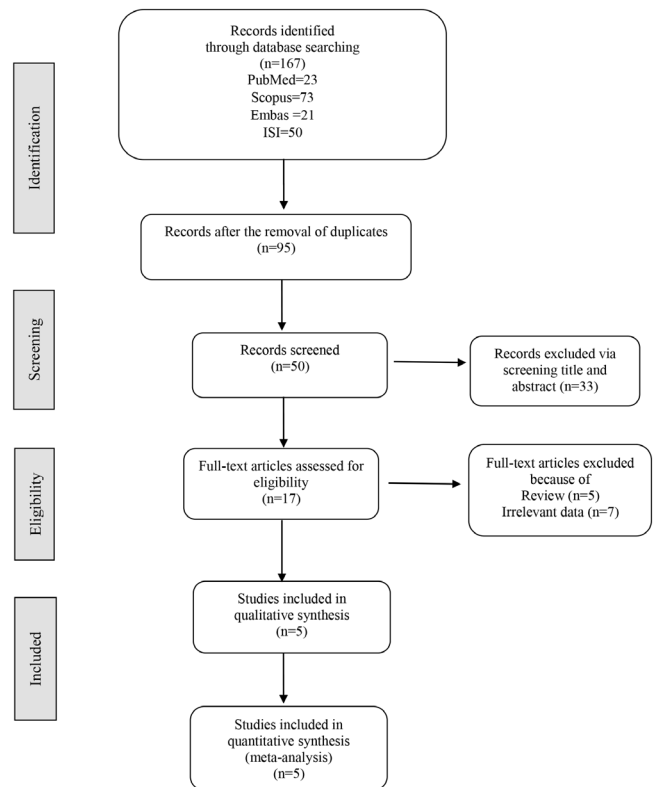 Records identified
through database searching
(n=167)
PubMed=23
Scopus=73
Embas =21
ISI=50
Identification
Records after the removal of duplicates
(n=95)
Screening
Records screened
(n=50)
Records excluded via
screening title and
abstract (n=33)
Eligibility
Full-text articles assessed for
eligibility
(n=17)
Full-text articles excluded
because of
Review (n=5)
Irrelevant data (n=7)
Included
Studies included in
qualitative synthesis
(n=5)
Studies included in
quantitative synthesis
(meta-analysis)
(n=5)